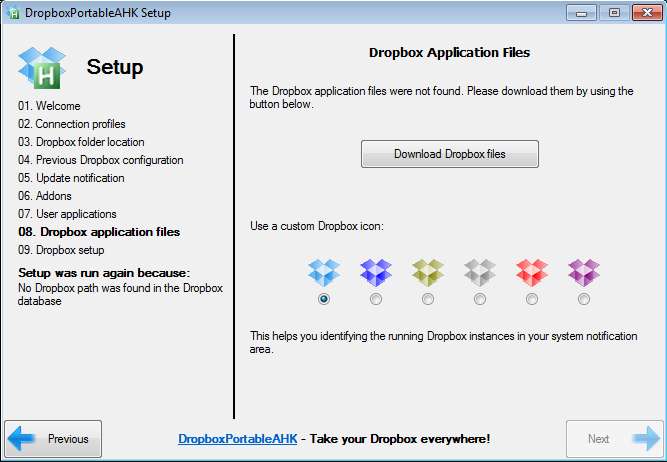 DropboxPortableAHK Setup
H
Setup
01. Welcome
02. Connection profiles
03. Dropbox folder location
04. Previous Dropbox configuration
05. Update notification
06. Addons
07. User applications
08. Dropbox application files
09. Dropbox setup
Setup was run again because:
No Dropbox path was found in the Dropbox
database
Dropbox Application Files
The Dropbox application files were not found. Please download them by using the
button below.
Download Dropbox files
Use a custom Dropbox icon:
This helps you identifying the running Dropbox instances in your system notification
area.
Previous
DropboxPortableAHK - Take your Dropbox everywhere!
Next